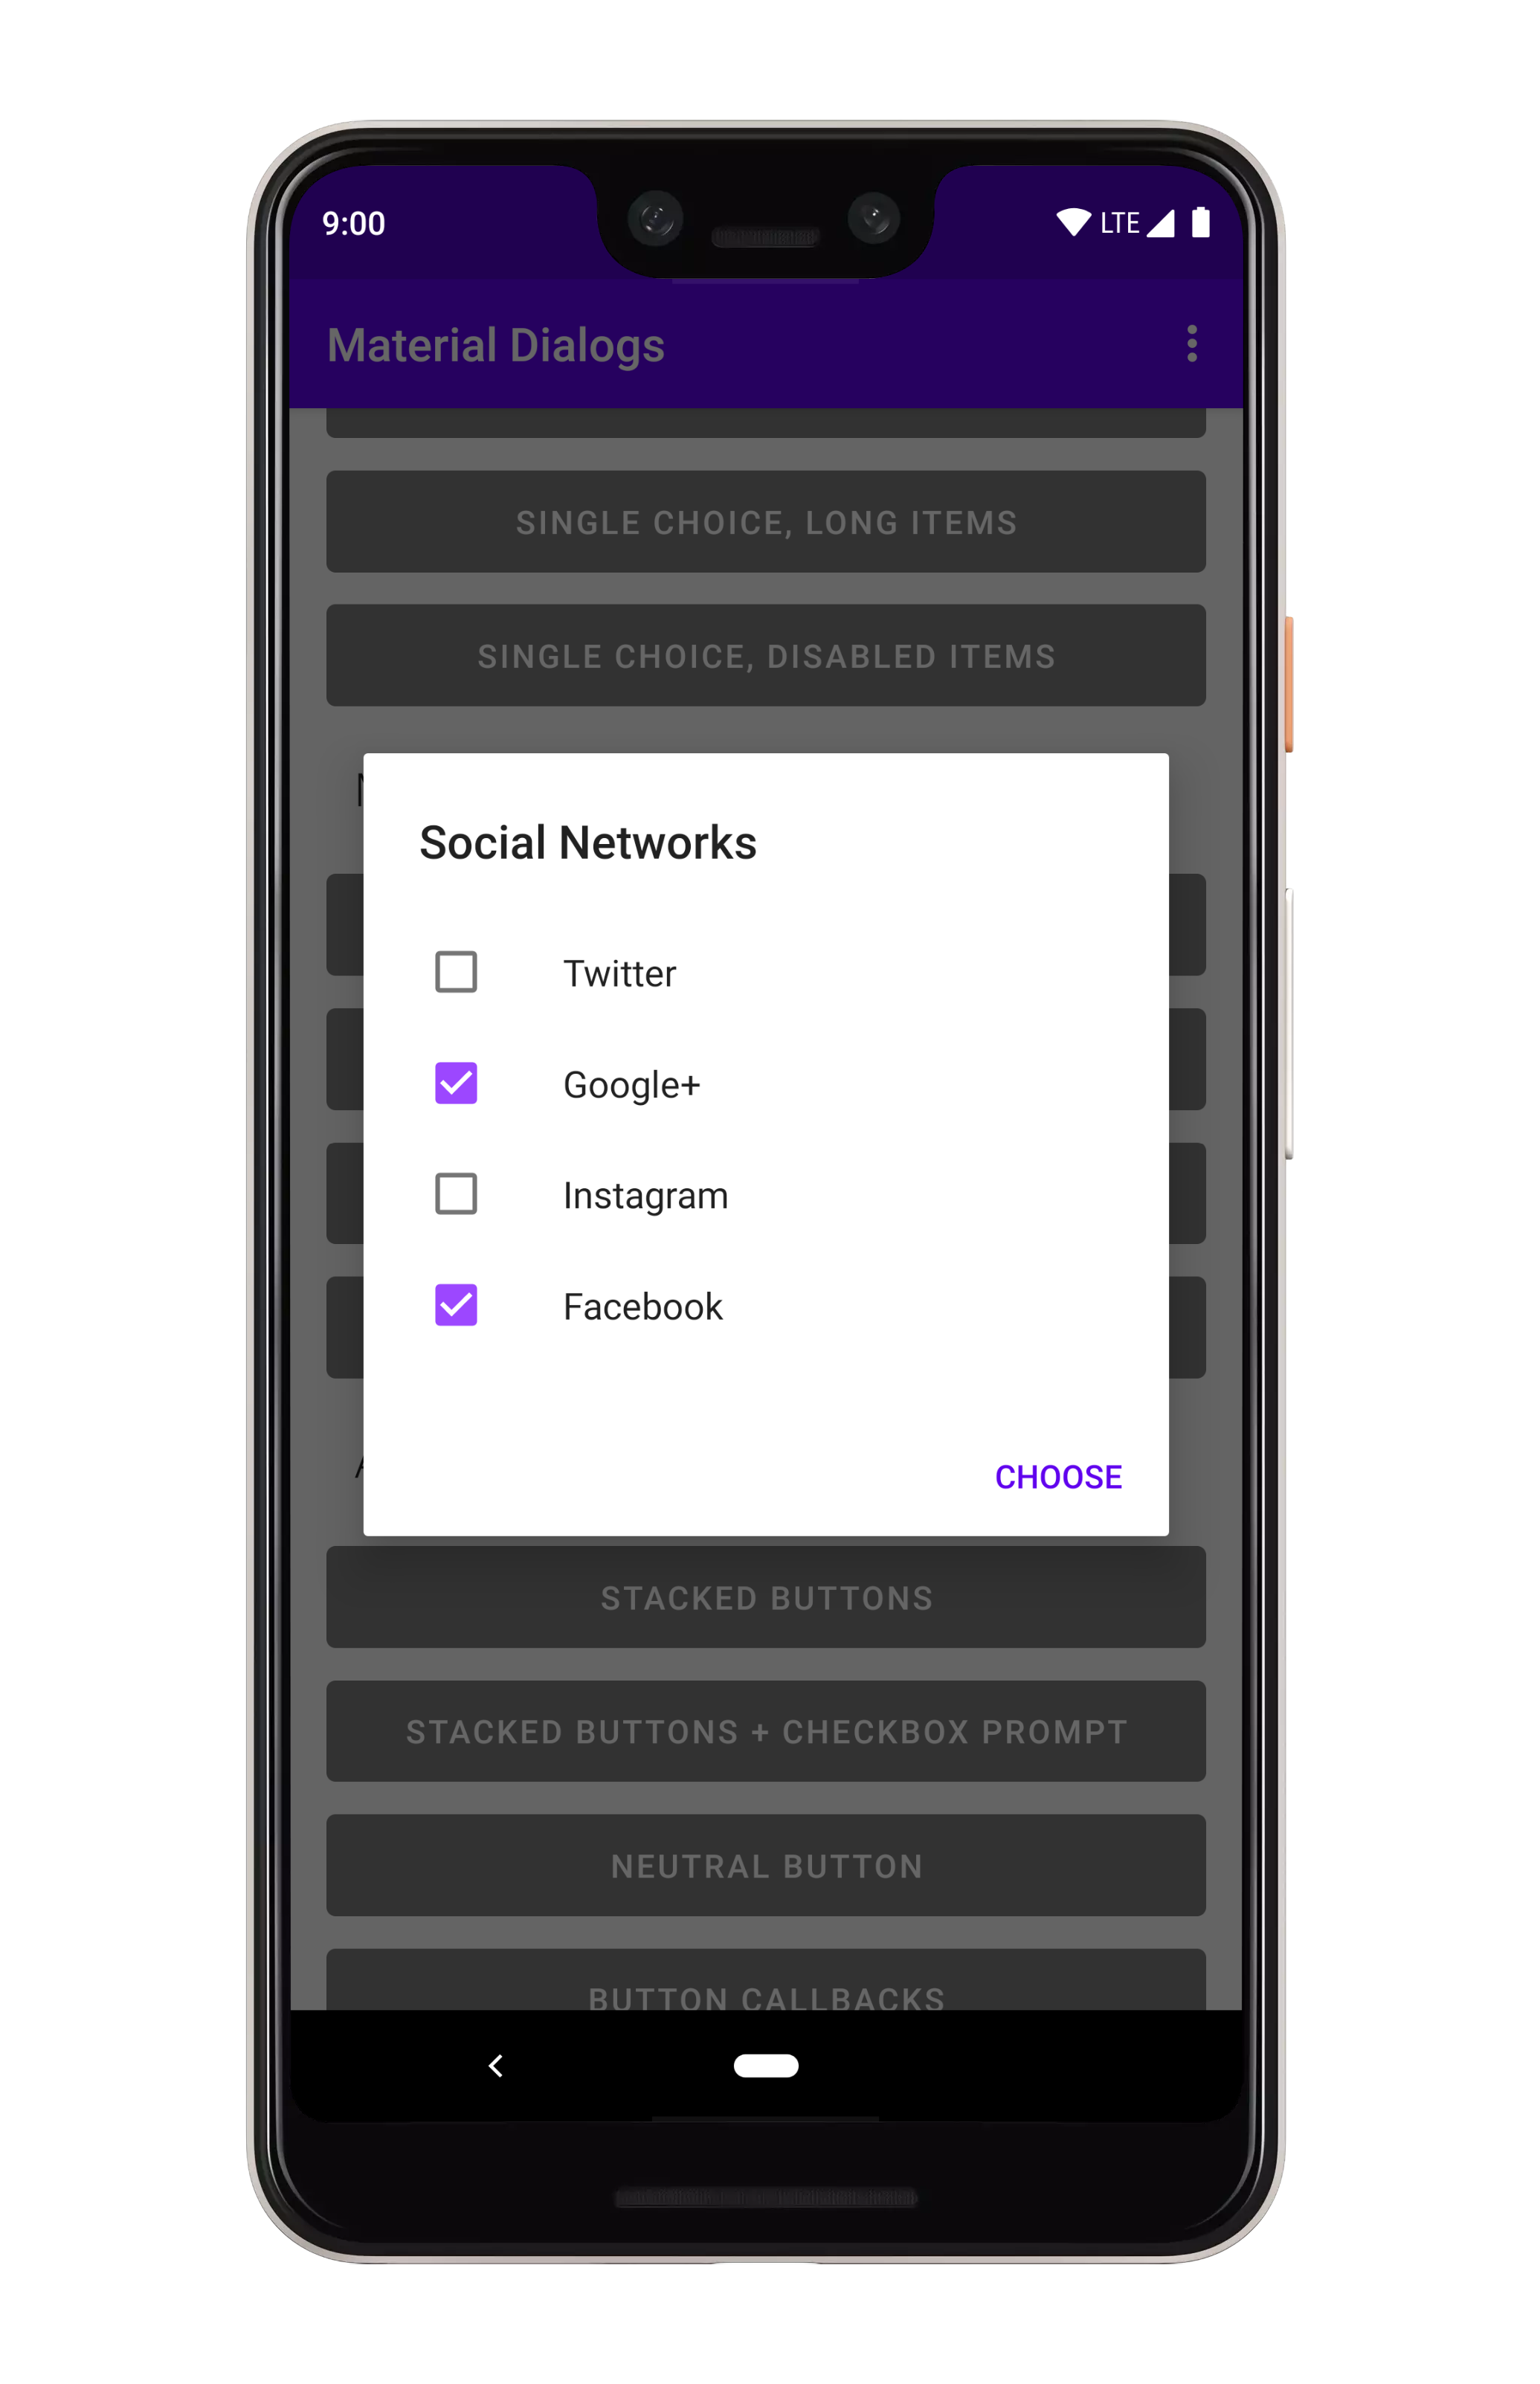 9:00
LTE
Material Dialogs
SINGLE CHOICE, LONG ITEMS
SINGLE CHOICE, DISABLED ITEMS
Social Networks
Twitter
Google+
Instagram
Facebook
CHOOSE
STACKED BUTTONS
STACKED BUTTONS + CHECKBOX PROMPT
NEUTRAL BUTTON
BUTTON CALLBACKS